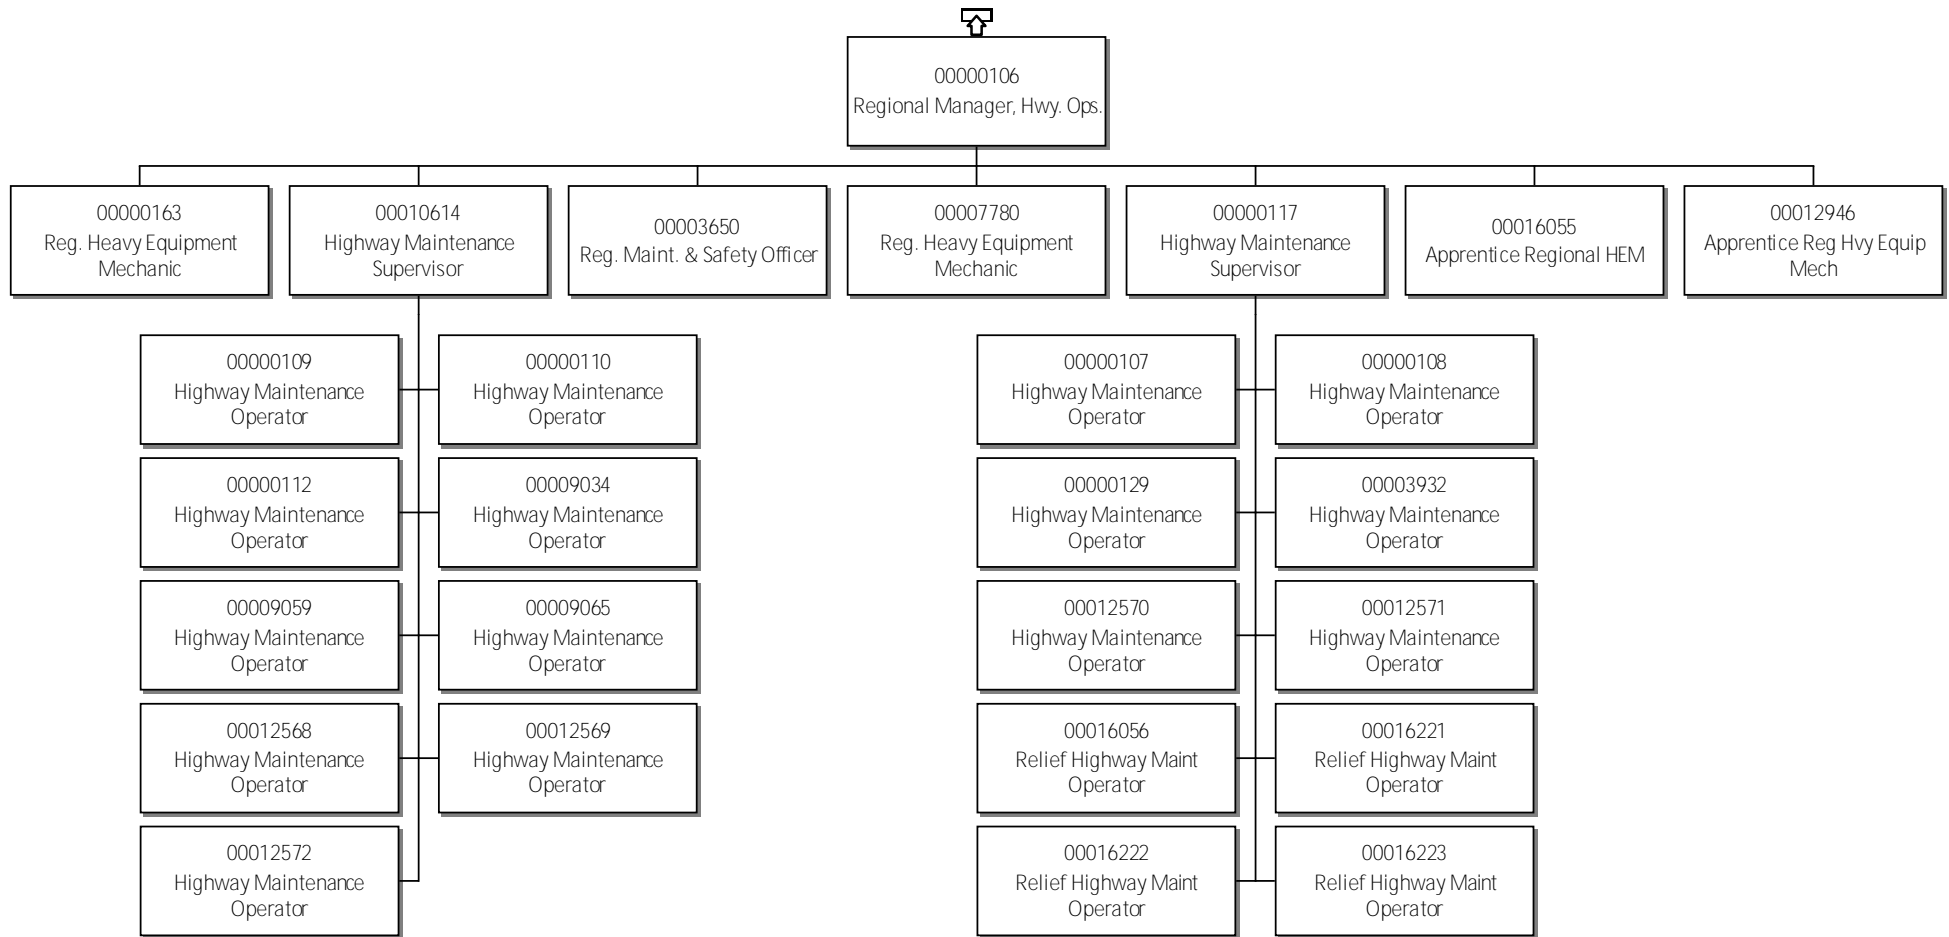 00000106
Regional Manager, Hwy. Ops.
00000163
Reg. Heavy Equipment
Mechanic
00010614
Highway Maintenance
Supervisor
00003650
Reg. Maint. & Safety Officer
00007780
Reg. Heavy Equipment
Mechanic
00000117
Highway Maintenance
Supervisor
00016055
Apprentice Regional HEM
00012946
Apprentice Reg Hvy Equip
Mech
00000109
Highway Maintenance
Operator
00000110
Highway Maintenance
Operator
00000112
Highway Maintenance
Operator
00009034
Highway Maintenance
Operator
00009059
Highway Maintenance
Operator
00009065
Highway Maintenance
Operator
00012568
Highway Maintenance
Operator
00012569
Highway Maintenance
Operator
00012572
Highway Maintenance
Operator
00000107
Highway Maintenance
Operator
00000108
Highway Maintenance
Operator
00000129
Highway Maintenance
Operator
00003932
Highway Maintenance
Operator
00012570
Highway Maintenance
Operator
00012571
Highway Maintenance
Operator
00016056
Relief Highway Maint
Operator
00016221
Relief Highway Maint
Operator
00016222
Relief Highway Maint
Operator
00016223
Relief Highway Maint
Operator